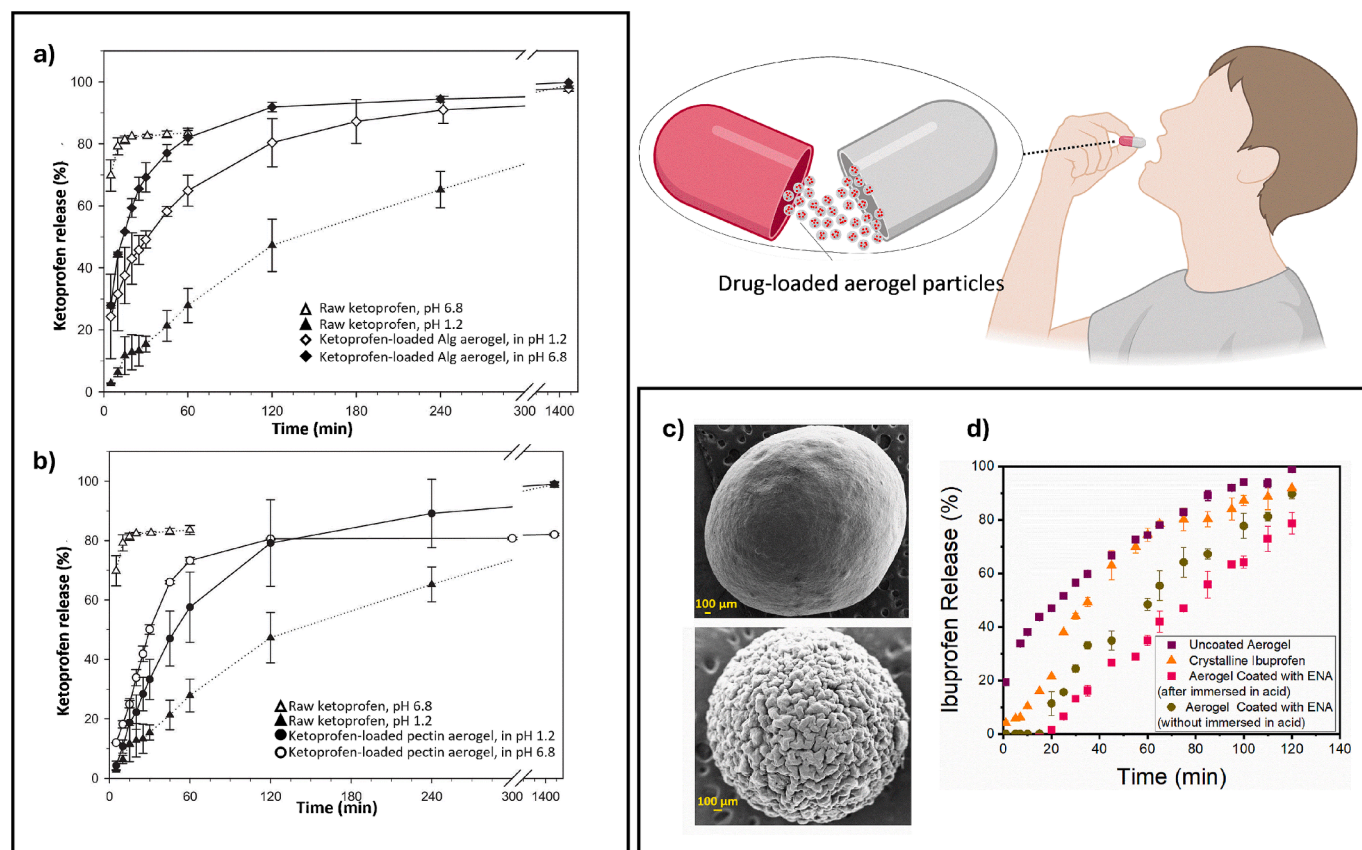 a)
Ketoprofen release (%)
100
80
60
40
20
0
Raw ketoprofen, pH 6.8
Raw ketoprofen, pH 1.2
Ketoprofen-loaded Alg aerogel, in pH 1.2
Ketoprofen-loaded Alg aerogel, in pH 6.8
0 60 120 180 240 300 1400
Time (min)
b)
Ketoprofen release (%)
100
80
60
40
20
0
Raw ketoprofen, pH 6.8
Raw ketoprofen, pH 1.2
Ketoprofen-loaded pectin aerogel, in pH 1.2
Ketoprofen-loaded pectin aerogel, in pH 6.8
0 60 120 180 240 300 1400
Time (min)
Drug-loaded aerogel particles
c)
100 μm
100 μm
d)
Ibuprofen Release (%)
100
90
80
70
60
50
40
30
20
10
0
Uncoated Aerogel
Crystalline Ibuprofen
Aerogel Coated with ENA
(after immersed in acid)
Aerogel Coated with ENA
(without immersed in acid)
0 20 40 60 80 100 120 140
Time (min)